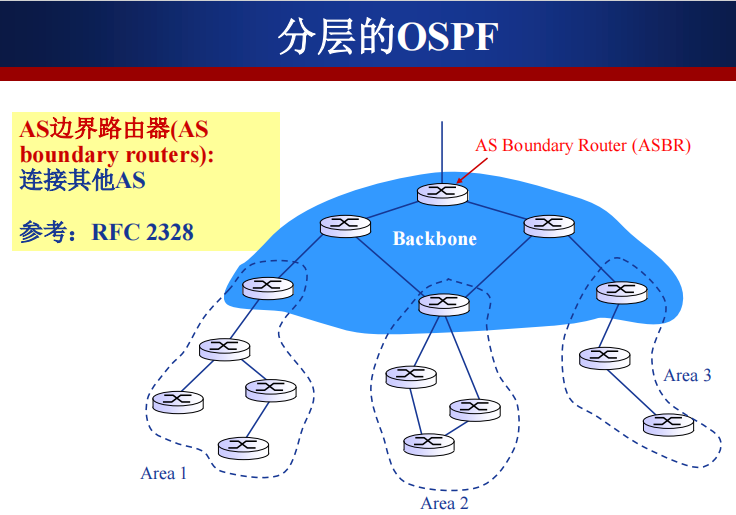 分层的OSPF
AS边界路由器(AS
boundary routers):
连接其他AS
参考：RFC 2328
AS Boundary Router (ASBR)
Backbone
Area 3
Area 1
Area 2